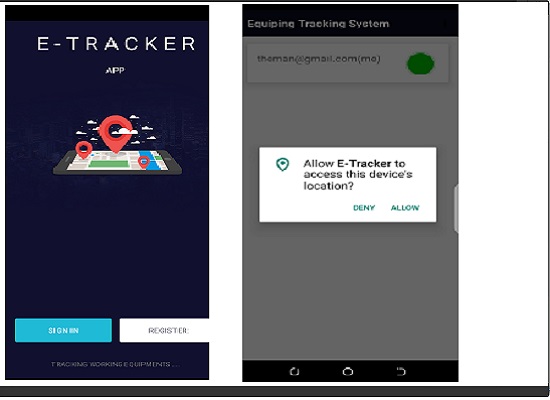 E-TRACKER
APP
SIGN IN
REGISTER
TRACKING WORKING EQUIPMENTS ...
Equiping Tracking System
theman@gmail.com(me)
Allow E-Tracker to
access this device's
location?
DENY
ALLOW